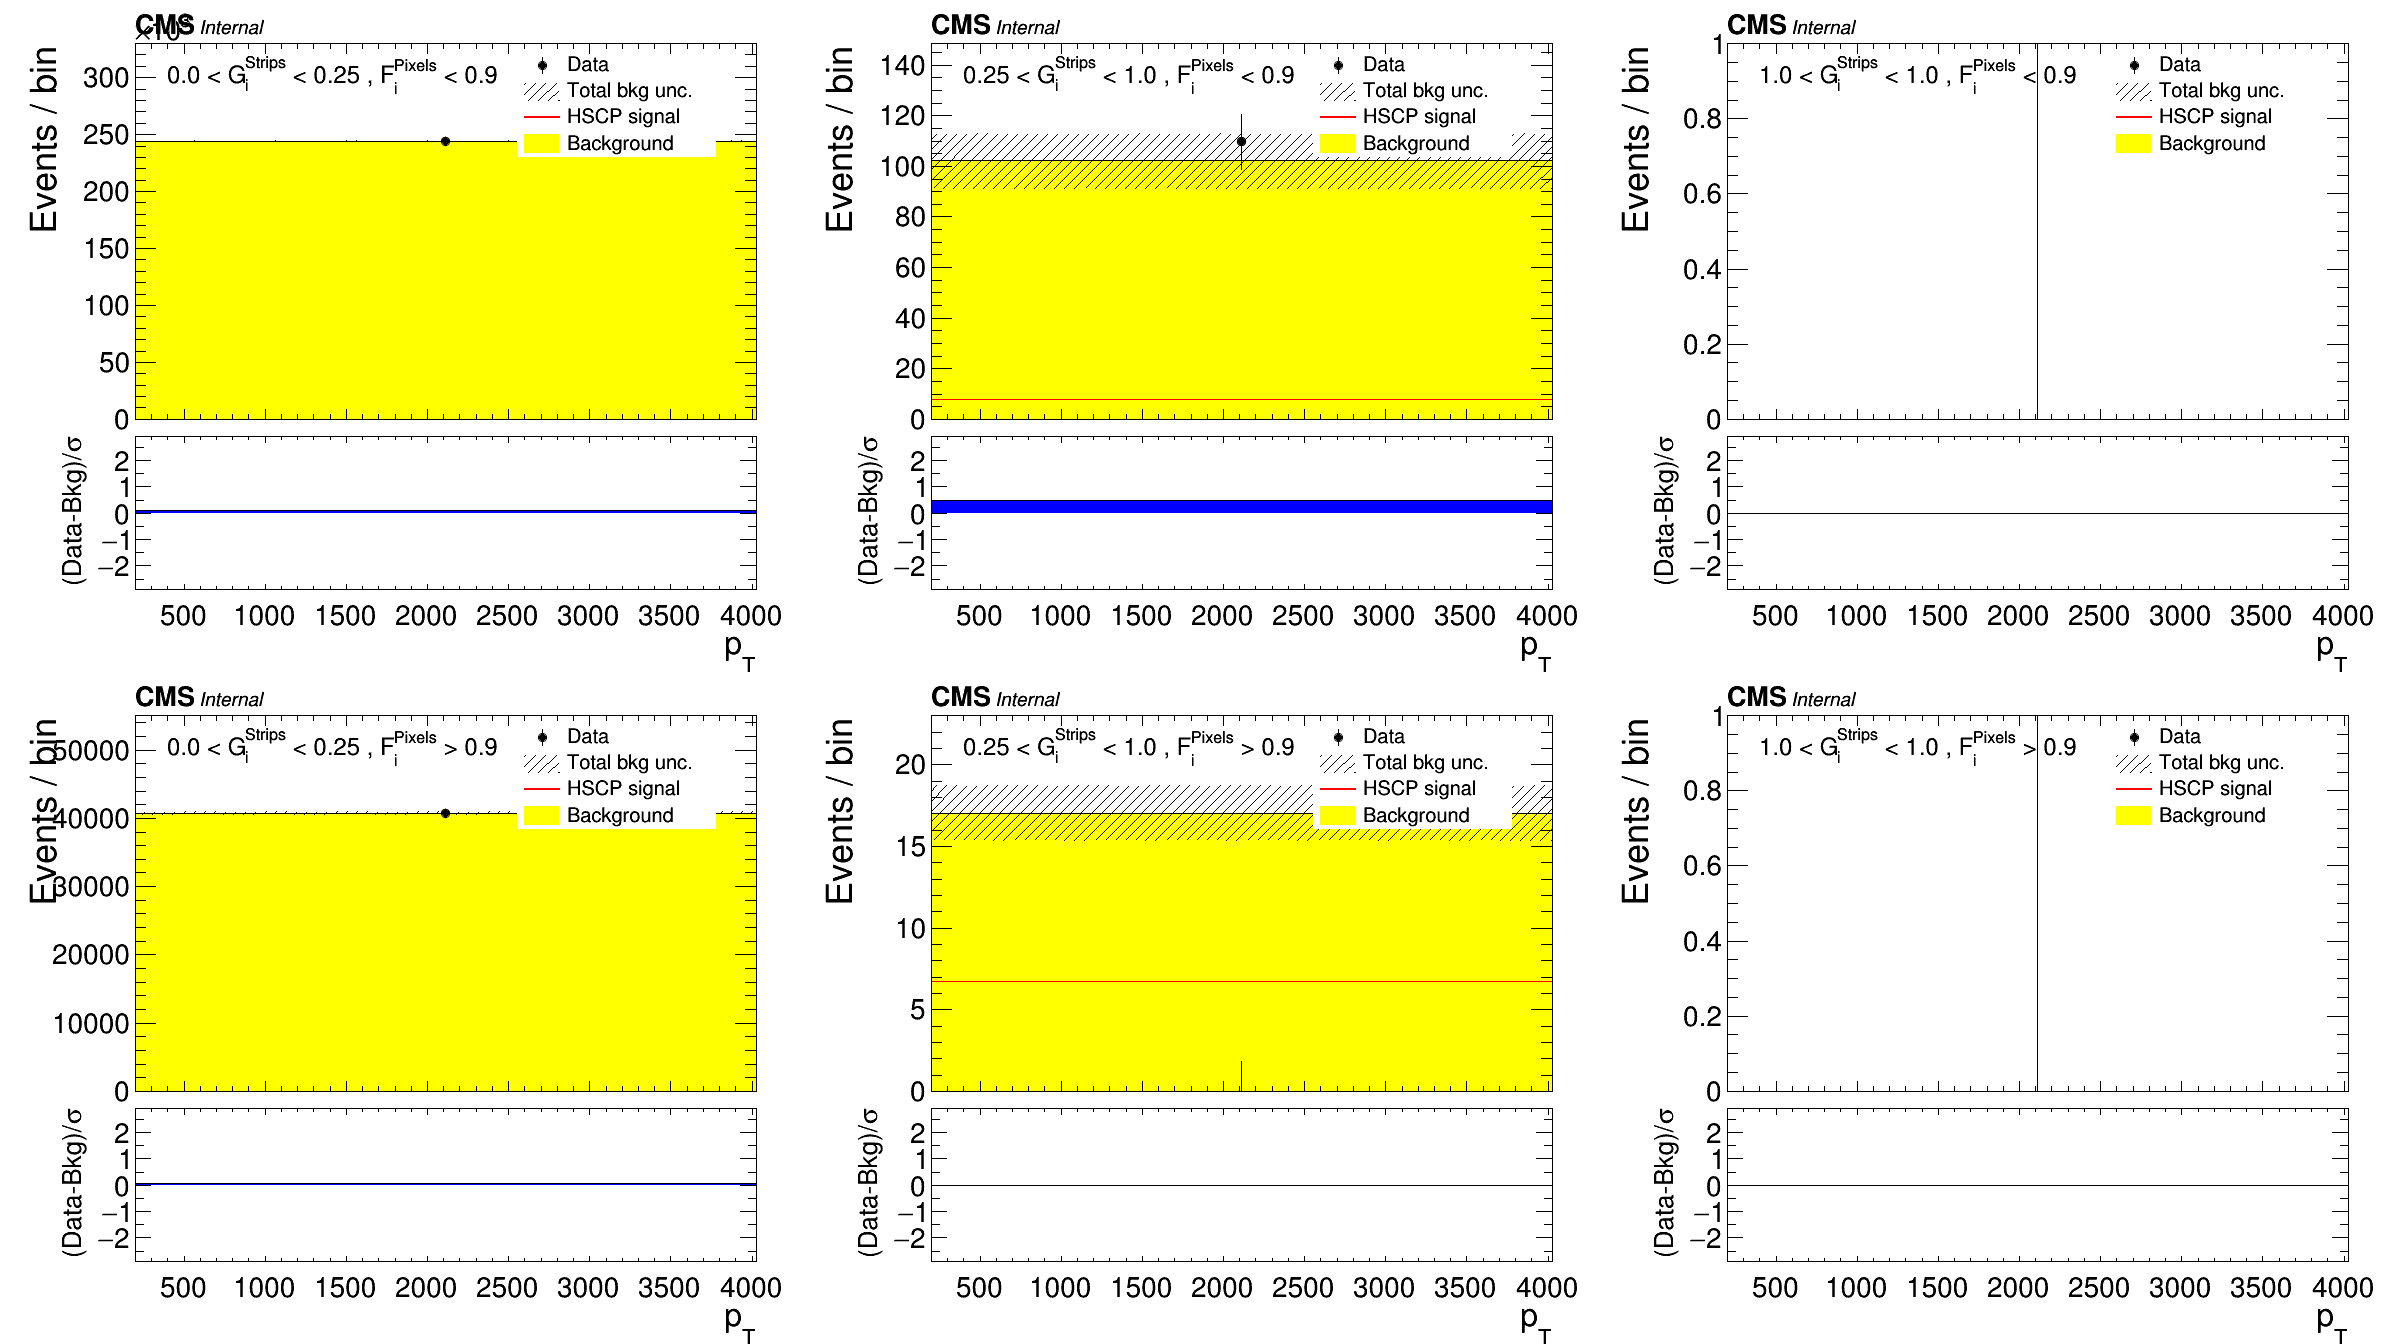 CMS Internal
×10³
Events / bin
0.0 < G_i^Strips < 0.25 , F_i^Pixels < 0.9
Data
Total bkg unc.
HSCP signal
Background
300
250
200
150
100
50
0
(Data-Bkg)/σ
2
1
0
−1
−2
500 1000 1500 2000 2500 3000 3500 4000
p_T
CMS Internal
Events / bin
0.25 < G_i^Strips < 1.0 , F_i^Pixels < 0.9
Data
Total bkg unc.
HSCP signal
Background
140
120
100
80
60
40
20
0
(Data-Bkg)/σ
2
1
0
−1
−2
500 1000 1500 2000 2500 3000 3500 4000
p_T
CMS Internal
Events / bin
1.0 < G_i^Strips < 1.0 , F_i^Pixels < 0.9
Data
Total bkg unc.
HSCP signal
Background
1
0.8
0.6
0.4
0.2
0
(Data-Bkg)/σ
2
1
0
−1
−2
500 1000 1500 2000 2500 3000 3500 4000
p_T
CMS Internal
Events / bin
0.0 < G_i^Strips < 0.25 , F_i^Pixels > 0.9
Data
Total bkg unc.
HSCP signal
Background
50000
40000
30000
20000
10000
0
(Data-Bkg)/σ
2
1
0
−1
−2
500 1000 1500 2000 2500 3000 3500 4000
p_T
CMS Internal
Events / bin
0.25 < G_i^Strips < 1.0 , F_i^Pixels > 0.9
Data
Total bkg unc.
HSCP signal
Background
20
15
10
5
0
(Data-Bkg)/σ
2
1
0
−1
−2
500 1000 1500 2000 2500 3000 3500 4000
p_T
CMS Internal
Events / bin
1.0 < G_i^Strips < 1.0 , F_i^Pixels > 0.9
Data
Total bkg unc.
HSCP signal
Background
1
0.8
0.6
0.4
0.2
0
(Data-Bkg)/σ
2
1
0
−1
−2
500 1000 1500 2000 2500 3000 3500 4000
p_T